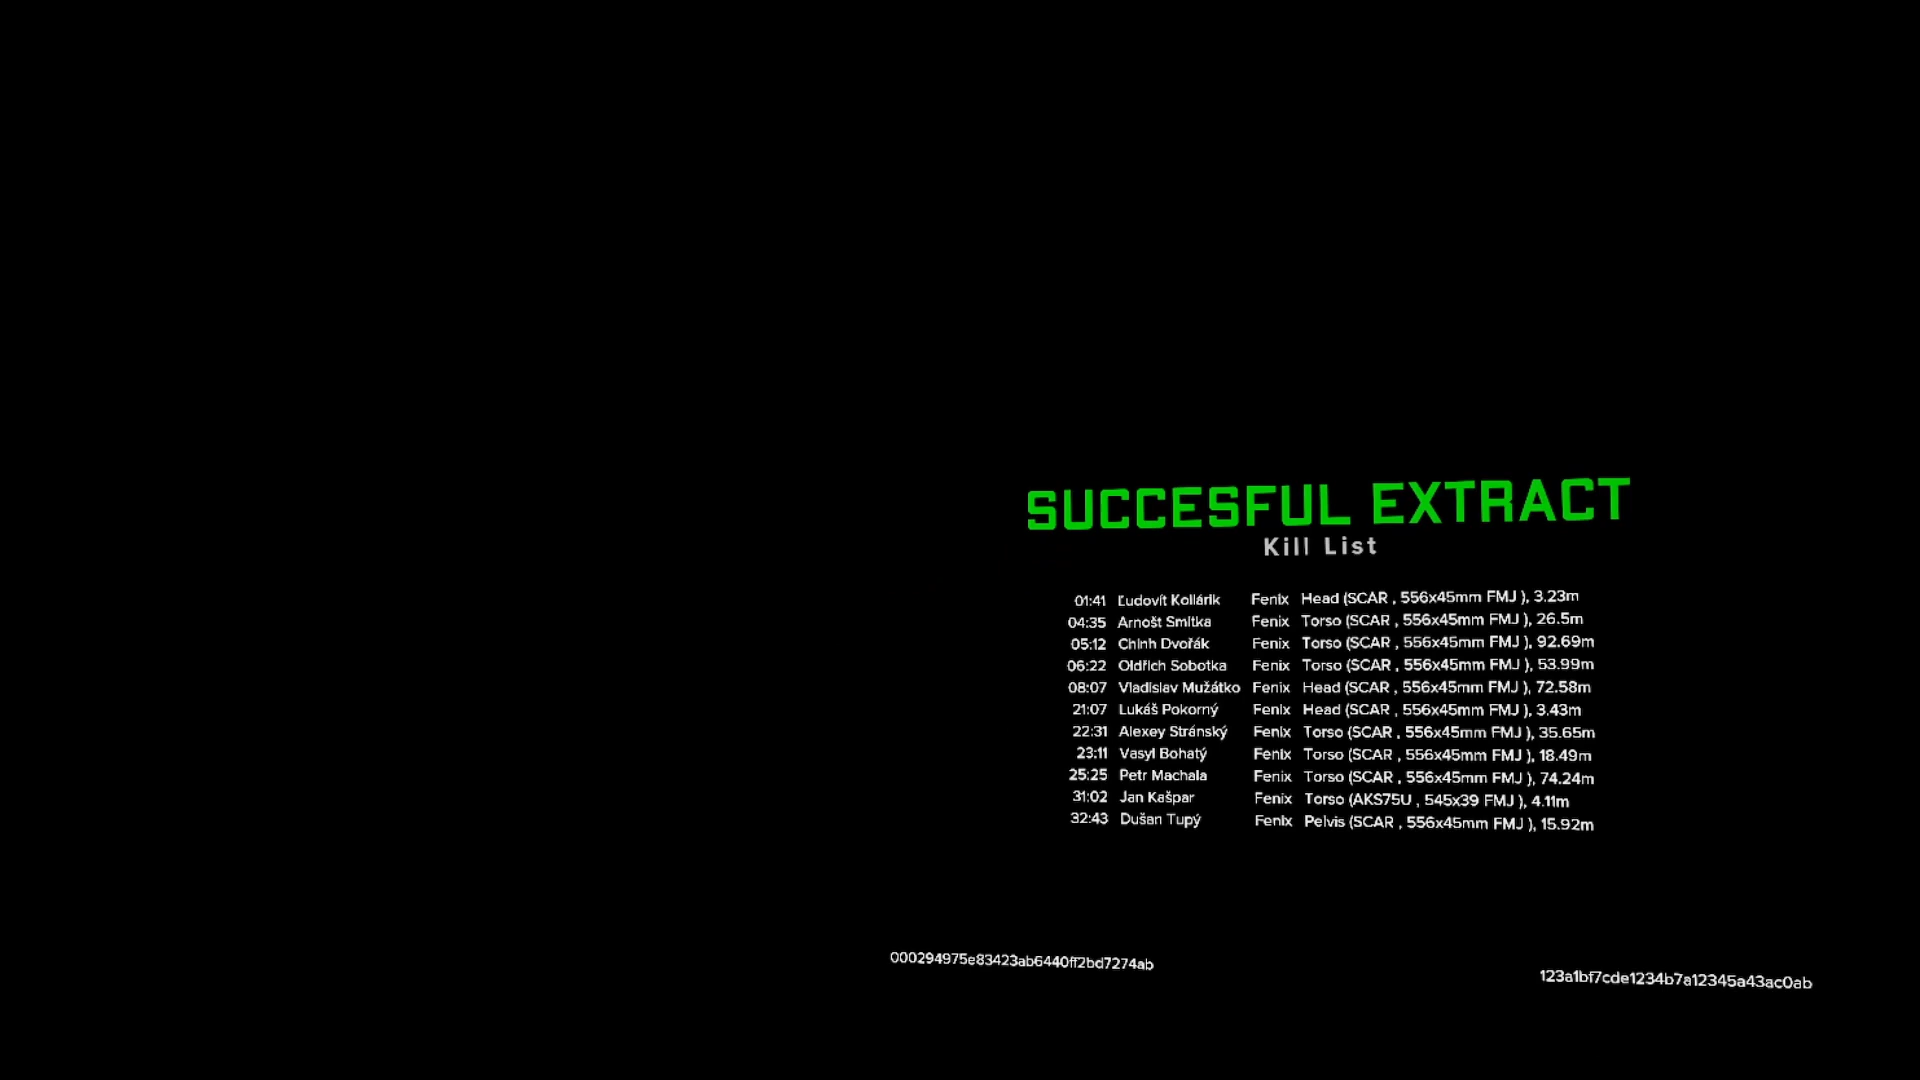 SUCCESFUL EXTRACT
Kill List
01:41 Ľudovít Kollárik Fenix Head (SCAR , 556x45mm FMJ ), 3.23m
04:35 Arnošt Smitka Fenix Torso (SCAR , 556x45mm FMJ ), 26.5m
05:12 Chinh Dvořák Fenix Torso (SCAR , 556x45mm FMJ ), 92.69m
06:22 Oldřich Sobotka Fenix Torso (SCAR , 556x45mm FMJ ), 53.99m
08:07 Vladislav Mužátko Fenix Head (SCAR , 556x45mm FMJ ), 72.58m
21:07 Lukáš Pokorný Fenix Head (SCAR , 556x45mm FMJ ), 3.43m
22:31 Alexey Stránský Fenix Torso (SCAR , 556x45mm FMJ ), 35.65m
23:11 Vasyl Bohatý Fenix Torso (SCAR , 556x45mm FMJ ), 18.49m
25:25 Petr Machala Fenix Torso (SCAR , 556x45mm FMJ ), 74.24m
31:02 Jan Kašpar Fenix Torso (AKS75U , 545x39 FMJ ), 4.11m
32:43 Dušan Tupý Fenix Pelvis (SCAR , 556x45mm FMJ ), 15.92m
000294975e83423ab6440ff2bd7274ab
123a1bf7cde1234b7a12345a43ac0ab